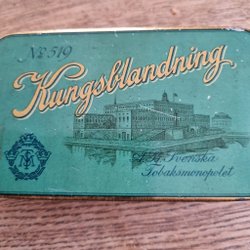 No 519
Kungsblandning
A.B. Svenska
Tobaksmonopolet